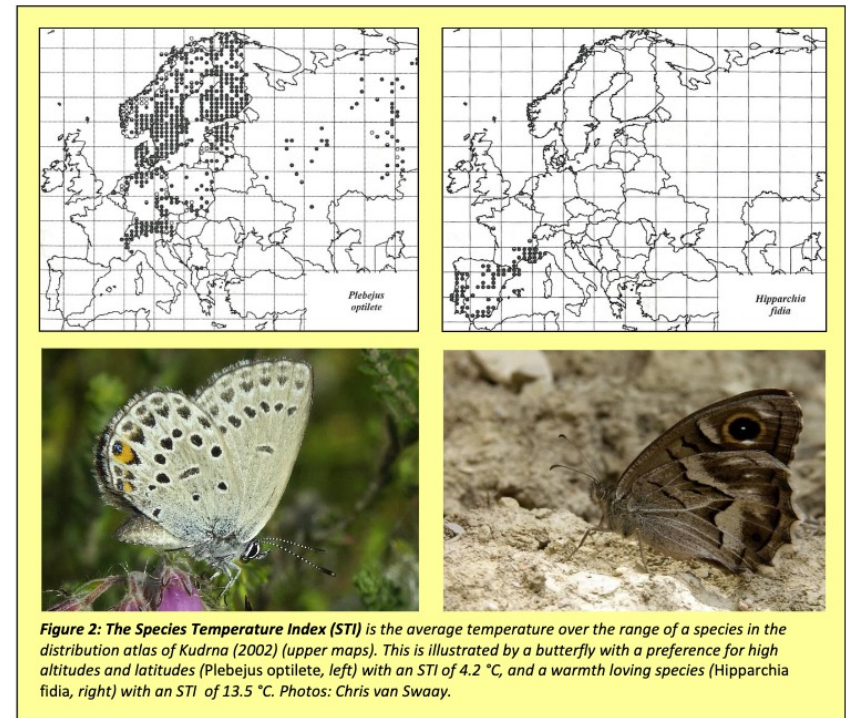 Plebejus
optilete
Hipparchia
fidia
Figure 2: The Species Temperature Index (STI) is the average temperature over the range of a species in the
distribution atlas of Kudrna (2002) (upper maps). This is illustrated by a butterfly with a preference for high
altitudes and latitudes (Plebejus optilete, left) with an STI of 4.2 °C, and a warmth loving species (Hipparchia
fidia, right) with an STI  of 13.5 °C. Photos: Chris van Swaay.